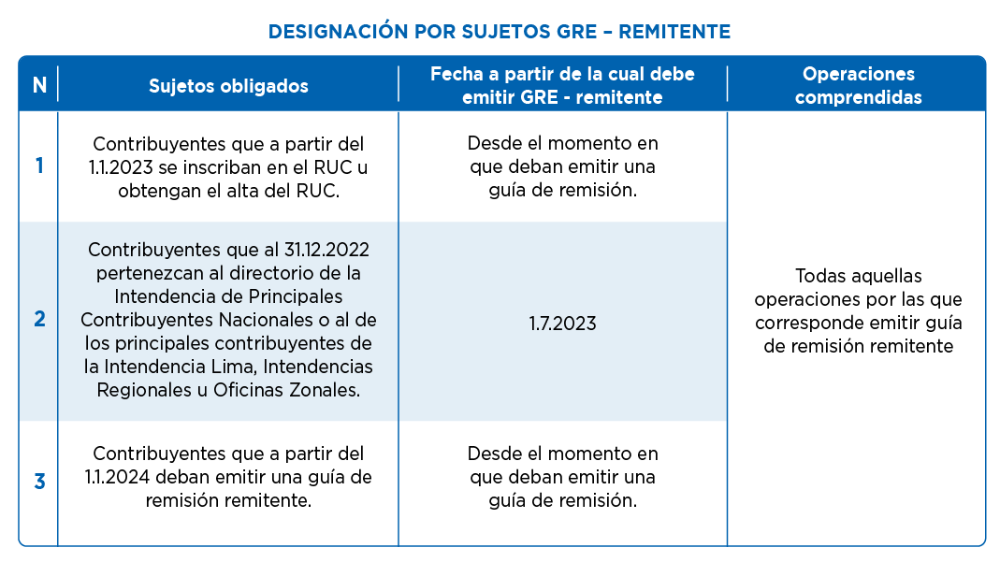 DESIGNACIÓN POR SUJETOS GRE – REMITENTE
N
Sujetos obligados
Fecha a partir de la cual debe
emitir GRE - remitente
Operaciones
comprendidas
1
Contribuyentes que a partir del
1.1.2023 se inscriban en el RUC u
obtengan el alta del RUC.
Desde el momento en
que deban emitir una
guía de remisión.
2
Contribuyentes que al 31.12.2022
pertenezcan al directorio de la
Intendencia de Principales
Contribuyentes Nacionales o al de
los principales contribuyentes de
la Intendencia Lima, Intendencias
Regionales u Oficinas Zonales.
1.7.2023
Todas aquellas
operaciones por las que
corresponde emitir guía
de remisión remitente
3
Contribuyentes que a partir del
1.1.2024 deban emitir una guía de
remisión remitente.
Desde el momento en
que deban emitir una
guía de remisión.